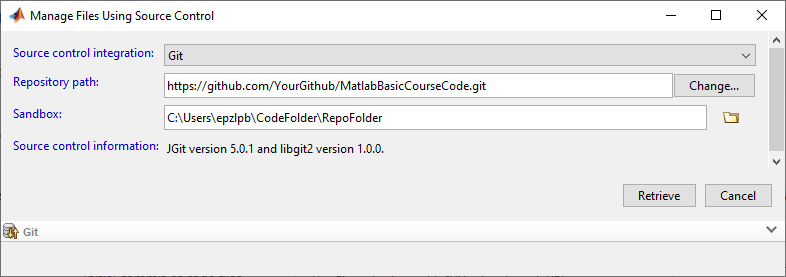 Manage Files Using Source Control
Source control integration: Git
Repository path: https://github.com/YourGithub/MatlabBasicCourseCode.git Change...
Sandbox: C:\Users\epzlpb\CodeFolder\RepoFolder
Source control information: JGit version 5.0.1 and libgit2 version 1.0.0.
Retrieve Cancel
Git